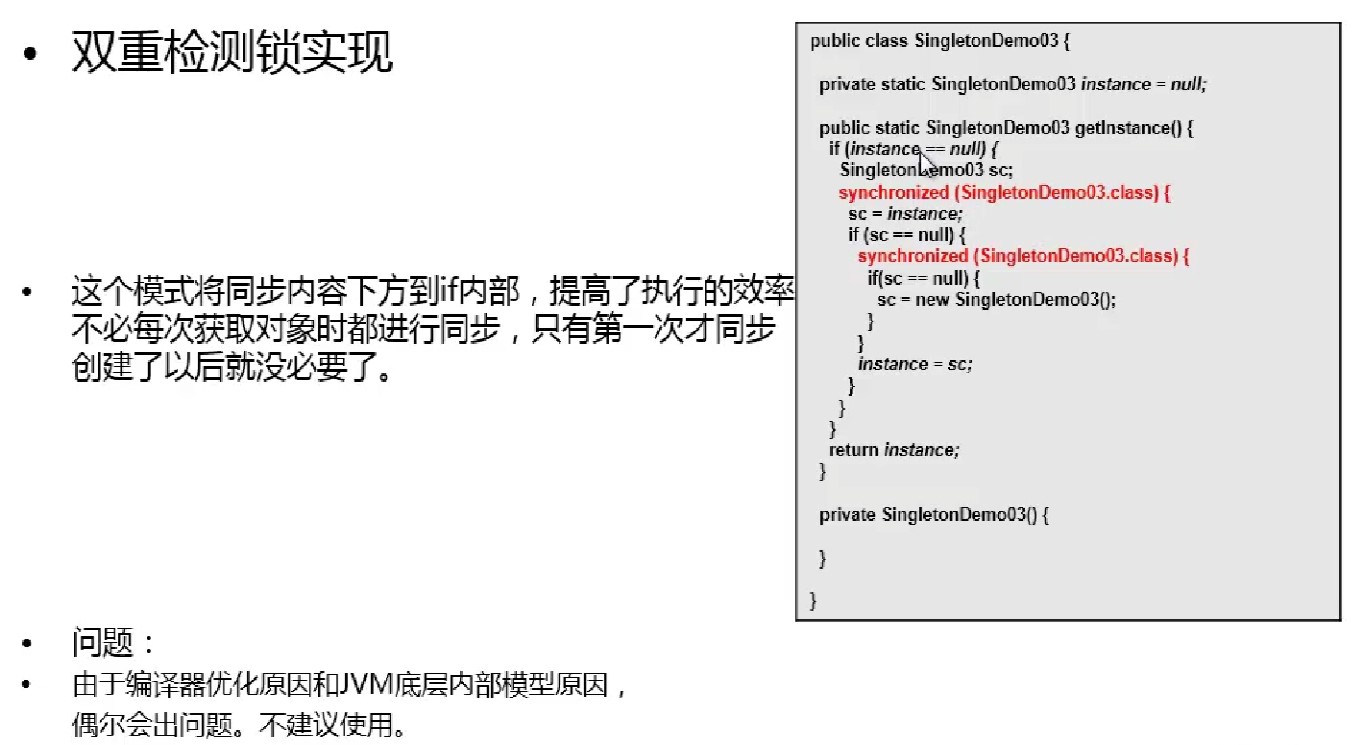 双重检测锁实现
这个模式将同步内容下方到if内部，提高了执行的效率
不必每次获取对象时都进行同步，只有第一次才同步
创建了以后就没必要了。
问题：
由于编译器优化原因和JVM底层内部模型原因，
偶尔会出问题。不建议使用。
public class SingletonDemo03 {
private static SingletonDemo03 instance = null;
public static SingletonDemo03 getInstance() {
if (instance == null) {
SingletonDemo03 sc;
synchronized (SingletonDemo03.class) {
sc = instance;
if (sc == null) {
synchronized (SingletonDemo03.class) {
if(sc == null) {
sc = new SingletonDemo03();
}
}
instance = sc;
}
}
}
return instance;
}
private SingletonDemo03() {
}
}